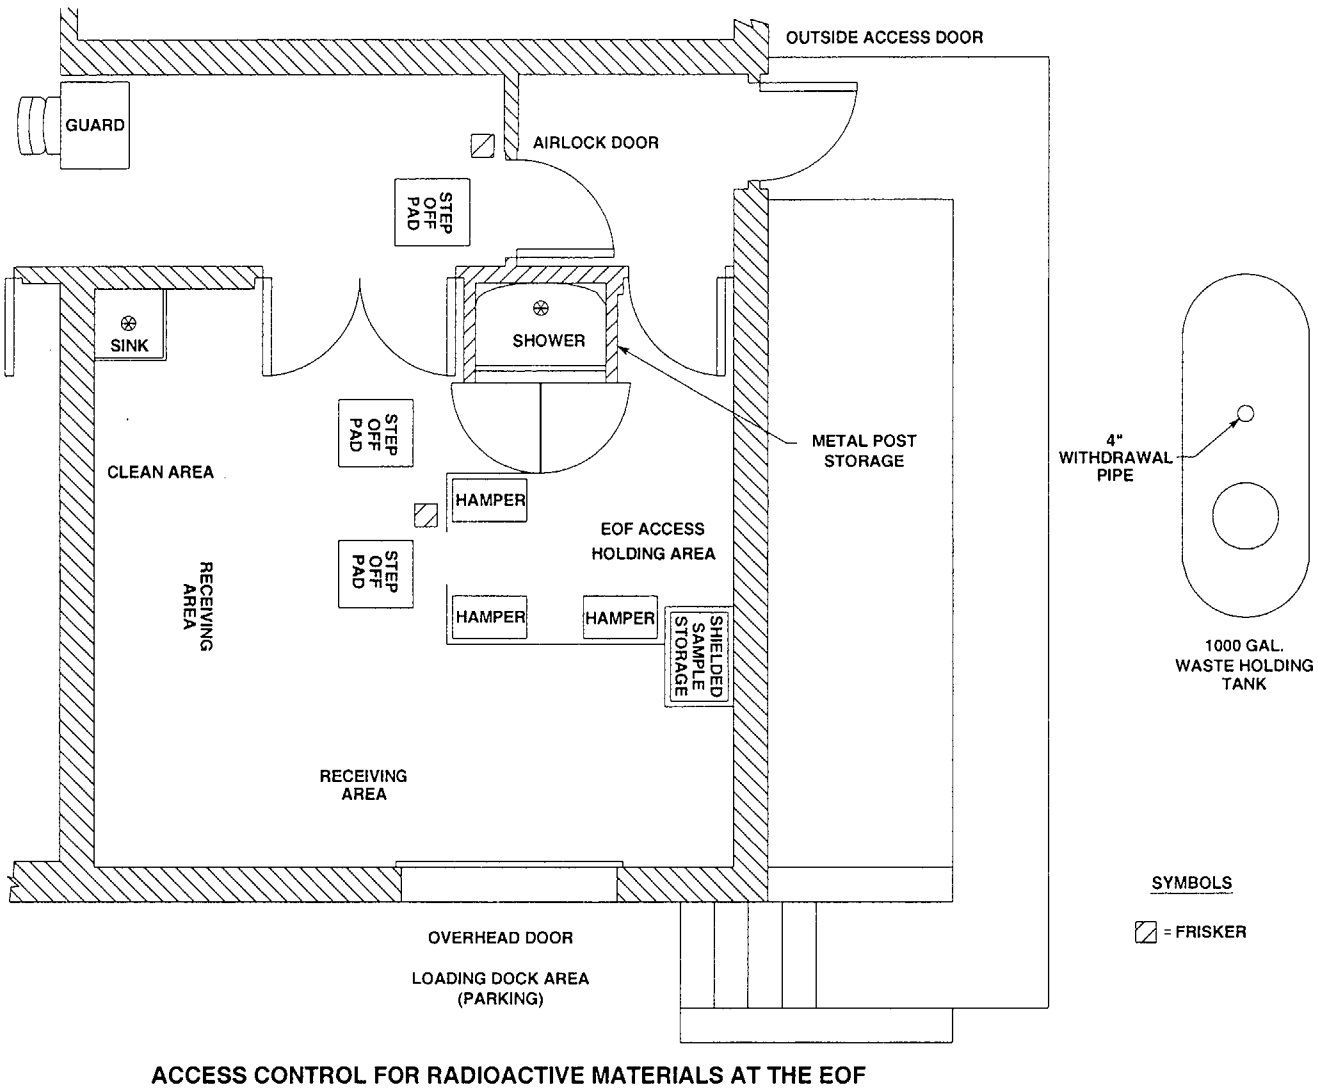 OUTSIDE ACCESS DOOR
GUARD
AIRLOCK DOOR
STEP
OFF
PAD
SINK
SHOWER
STEP
OFF
PAD
METAL POST
STORAGE
4"
WITHDRAWAL
PIPE
CLEAN AREA
HAMPER
EOF ACCESS
HOLDING AREA
STEP
OFF
PAD
RECEIVING
AREA
HAMPER
HAMPER
SHIELDED
SAMPLE
STORAGE
1000 GAL.
WASTE HOLDING
TANK
RECEIVING
AREA
SYMBOLS
= FRISKER
OVERHEAD DOOR
LOADING DOCK AREA
(PARKING)
ACCESS CONTROL FOR RADIOACTIVE MATERIALS AT THE EOF